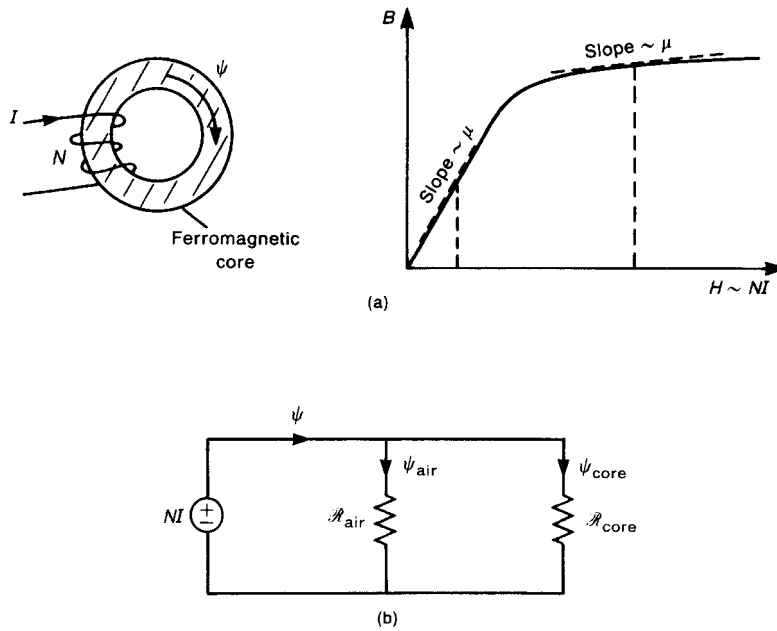 B
Slope ~ μ
ψ
I
N
Slope ~ μ
Ferromagnetic
core
H ~ NI
(a)
ψ
ψair
ψcore
NI
+
−
ℛair
ℛcore
(b)